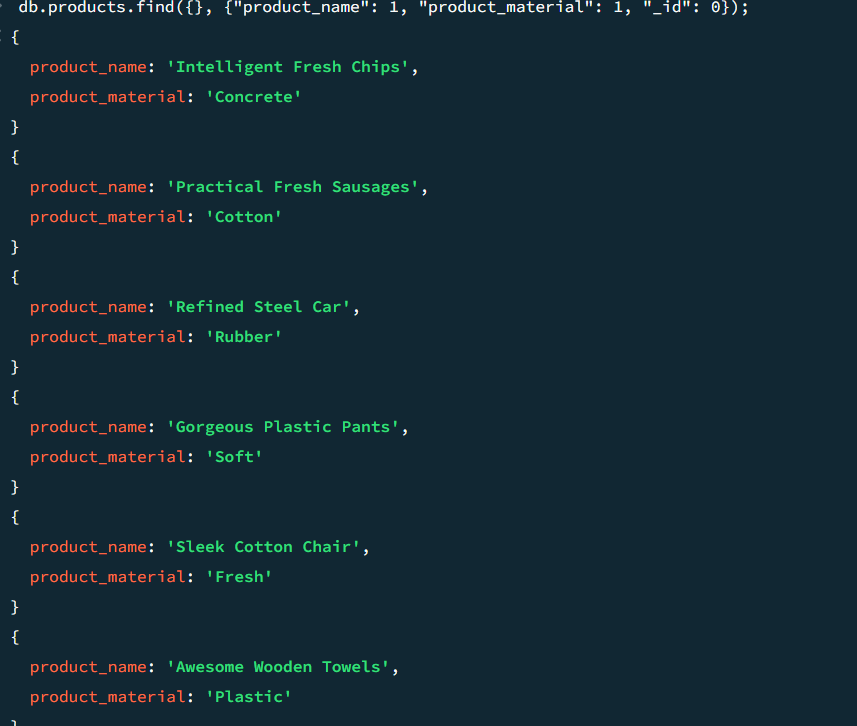 db.products.find({}, {"product_name": 1, "product_material": 1, "_id": 0});
{
  product_name: 'Intelligent Fresh Chips',
  product_material: 'Concrete'
}
{
  product_name: 'Practical Fresh Sausages',
  product_material: 'Cotton'
}
{
  product_name: 'Refined Steel Car',
  product_material: 'Rubber'
}
{
  product_name: 'Gorgeous Plastic Pants',
  product_material: 'Soft'
}
{
  product_name: 'Sleek Cotton Chair',
  product_material: 'Fresh'
}
{
  product_name: 'Awesome Wooden Towels',
  product_material: 'Plastic'
}